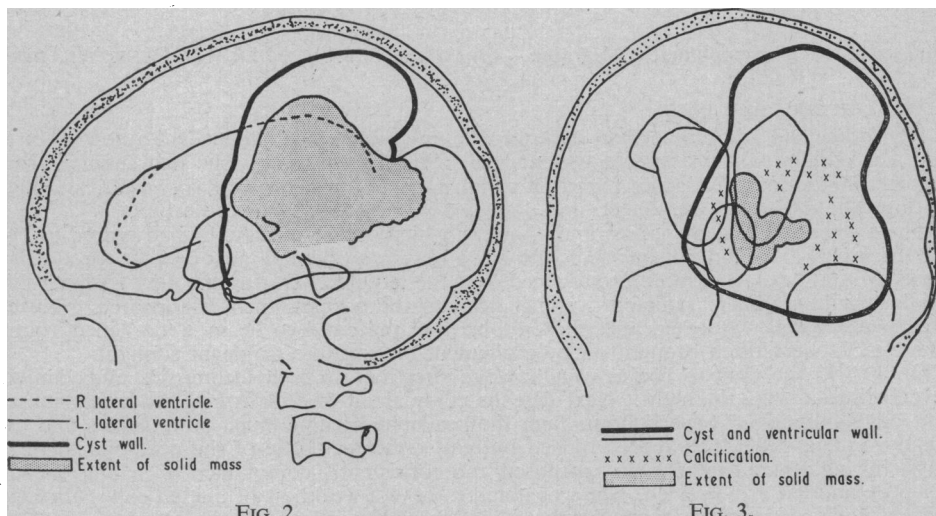 R lateral ventricle.
L. lateral ventricle
Cyst wall.
Extent of solid mass
FIG. 2.
Cyst and ventricular wall.
x x x x x x Calcification.
Extent of solid mass.
FIG. 3.